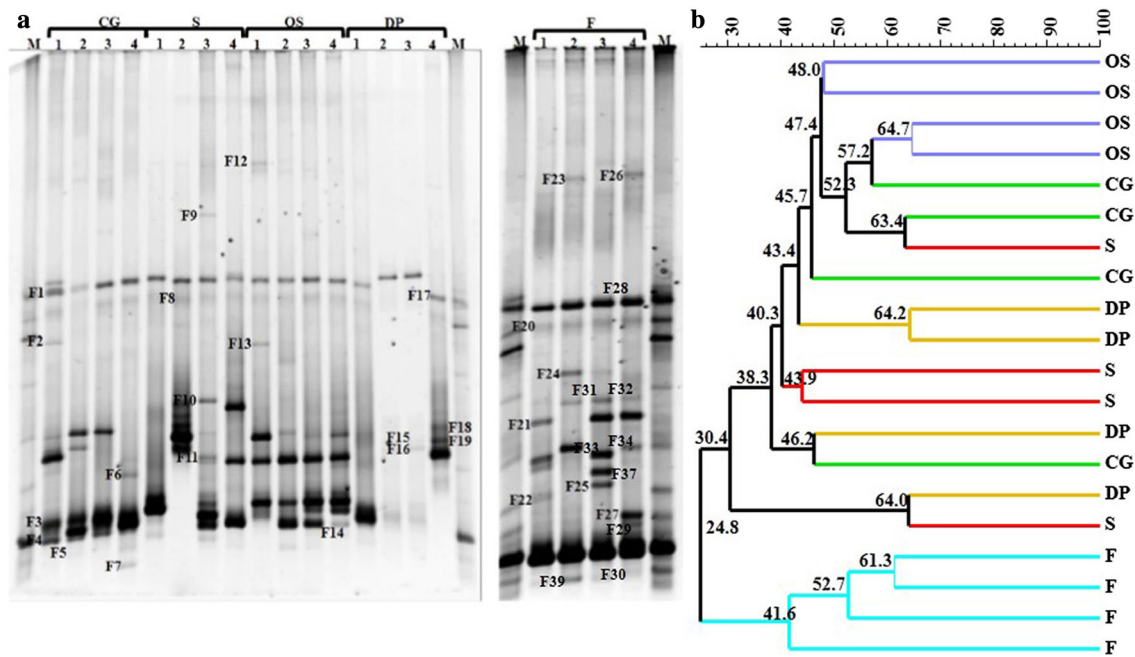 a
CG S OS DP
M 1 2 3 4 1 2 3 4 1 2 3 4 1 2 3 4 M
F12
F9
F1
F8
F17
F2
F13
F10
F18
F15
F19
F16
F11
F6
F3
F14
F4
F5
F7
F
M 1 2 3 4 M
F23 F26
F28
F20
F24
F31 F32
F21
F34
F33
F37
F25
F22
F27
F29
F39 F30
b
30 40 50 60 70 80 90 100
OS
48.0
OS
47.4
64.7
OS
57.2
OS
52.3
CG
45.7
CG
63.4
S
43.4
CG
40.3
64.2
DP
DP
38.3
43.9
S
S
30.4
46.2
DP
CG
64.0
DP
24.8
S
61.3
F
52.7
F
41.6
F
F